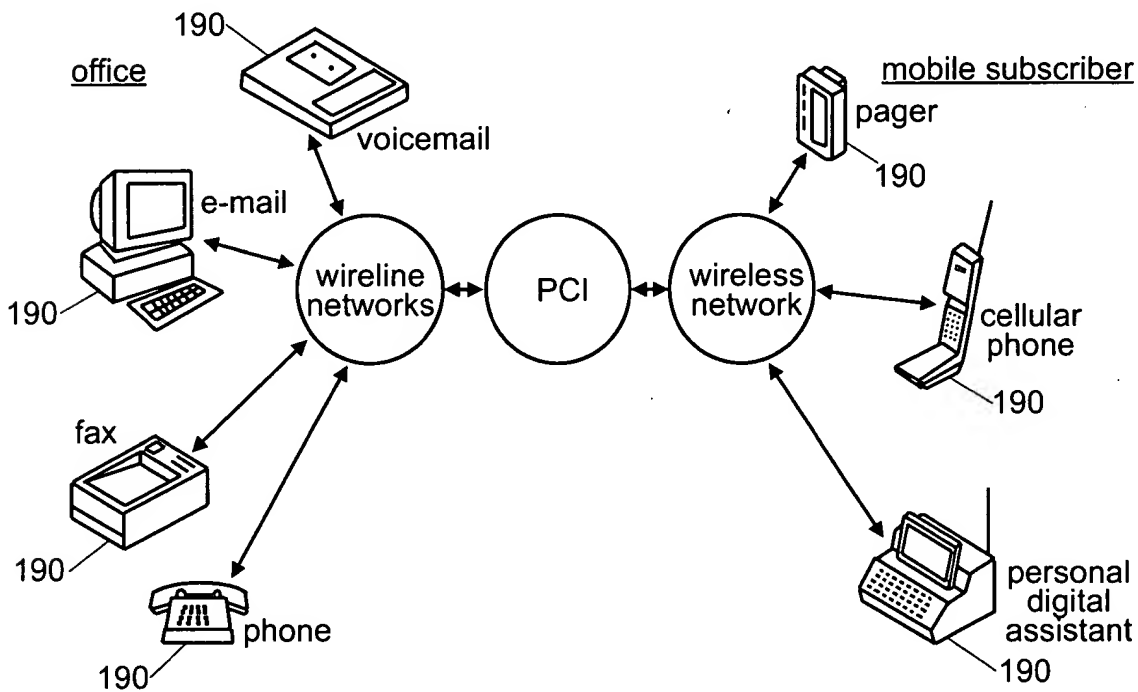 190
office
voicemail
mobile subscriber
pager
190
e-mail
190
wireline
networks
PCI
wireless
network
cellular
phone
190
fax
190
phone
190
personal
digital
assistant
190